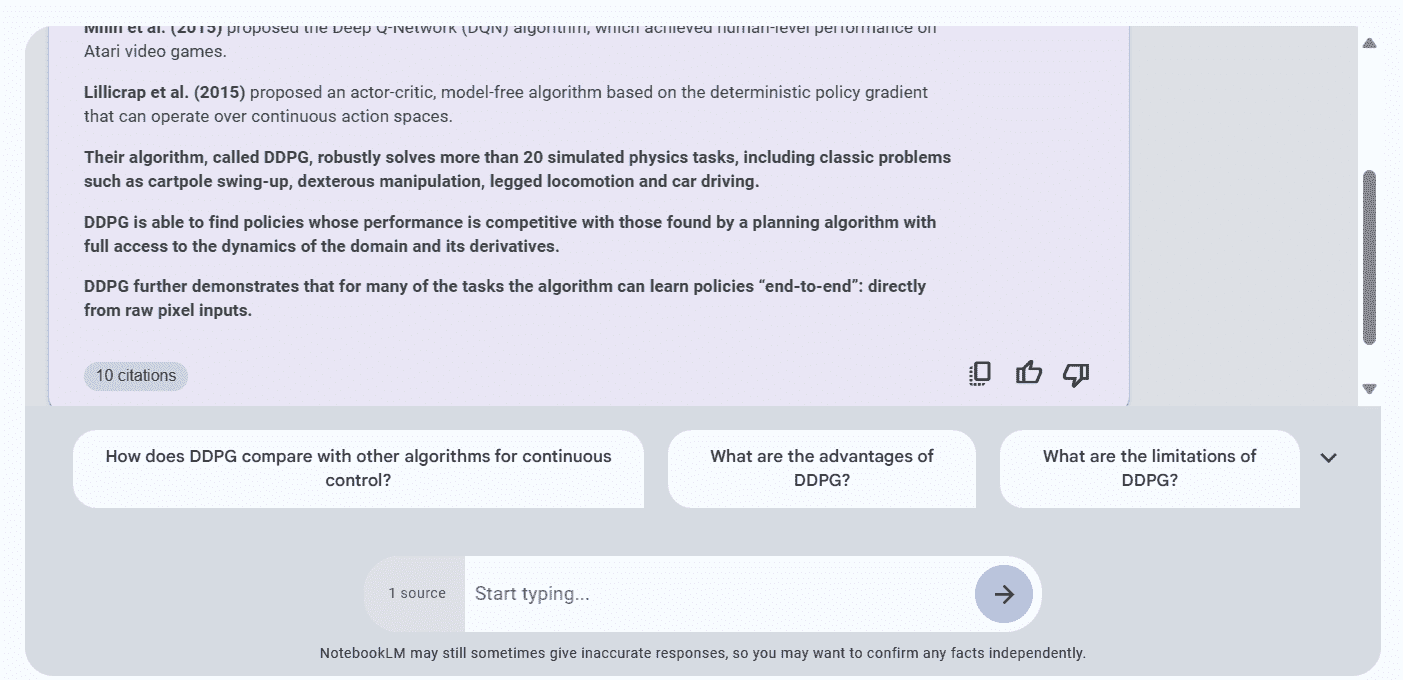 Mnih et al. (2015) proposed the Deep Q-Network (DQN) algorithm, which achieved human-level performance on
Atari video games.
Lillicrap et al. (2015) proposed an actor-critic, model-free algorithm based on the deterministic policy gradient
that can operate over continuous action spaces.
Their algorithm, called DDPG, robustly solves more than 20 simulated physics tasks, including classic problems
such as cartpole swing-up, dexterous manipulation, legged locomotion and car driving.
DDPG is able to find policies whose performance is competitive with those found by a planning algorithm with
full access to the dynamics of the domain and its derivatives.
DDPG further demonstrates that for many of the tasks the algorithm can learn policies “end-to-end”: directly
from raw pixel inputs.
10 citations
How does DDPG compare with other algorithms for continuous
control?
What are the advantages of
DDPG?
What are the limitations of
DDPG?
1 source
Start typing...
NotebookLM may still sometimes give inaccurate responses, so you may want to confirm any facts independently.